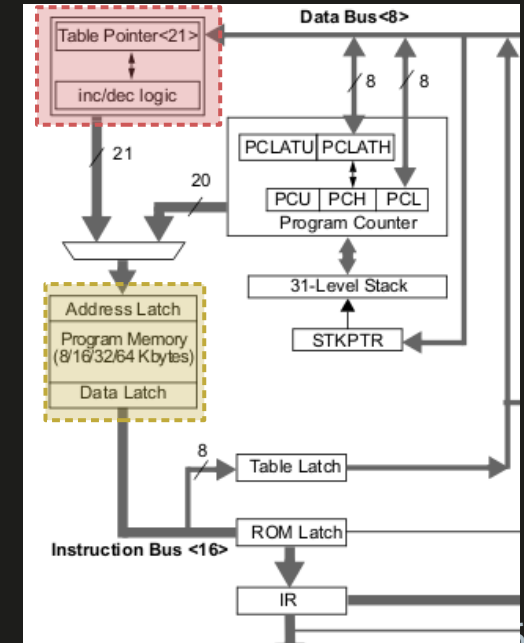 Data Bus<8>
Table Pointer<21>
inc/dec logic
8
8
21
20
PCLATU PCLATH
PCU PCH PCL
Program Counter
31-Level Stack
STKPTR
Address Latch
Program Memory
(8/16/32/64 Kbytes)
Data Latch
8
Table Latch
ROM Latch
Instruction Bus <16>
IR